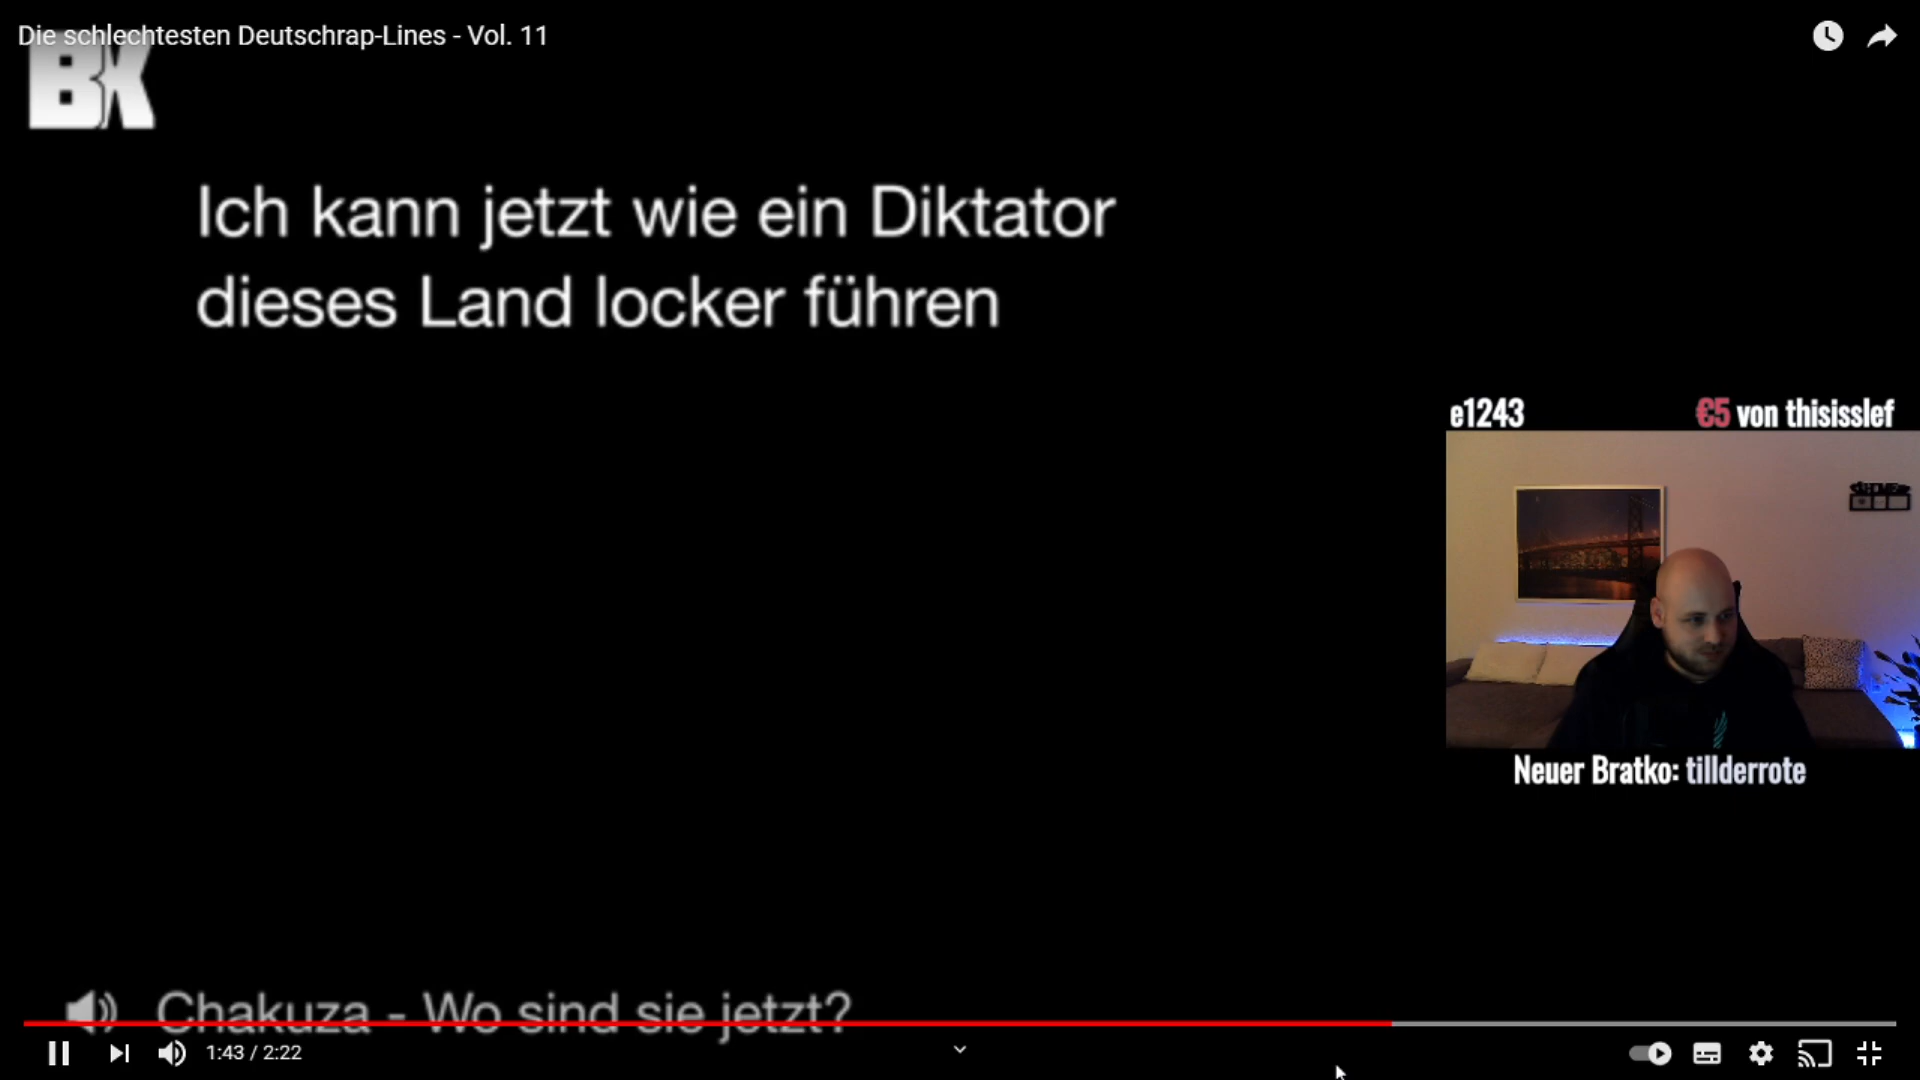 Die schlechtesten Deutschrap-Lines - Vol. 11
BK
Ich kann jetzt wie ein Diktator
dieses Land locker führen
e1243
€5 von thisisslef
Neuer Bratko: tillderrote
Chakuza - Wo sind sie jetzt?
1:43 / 2:22